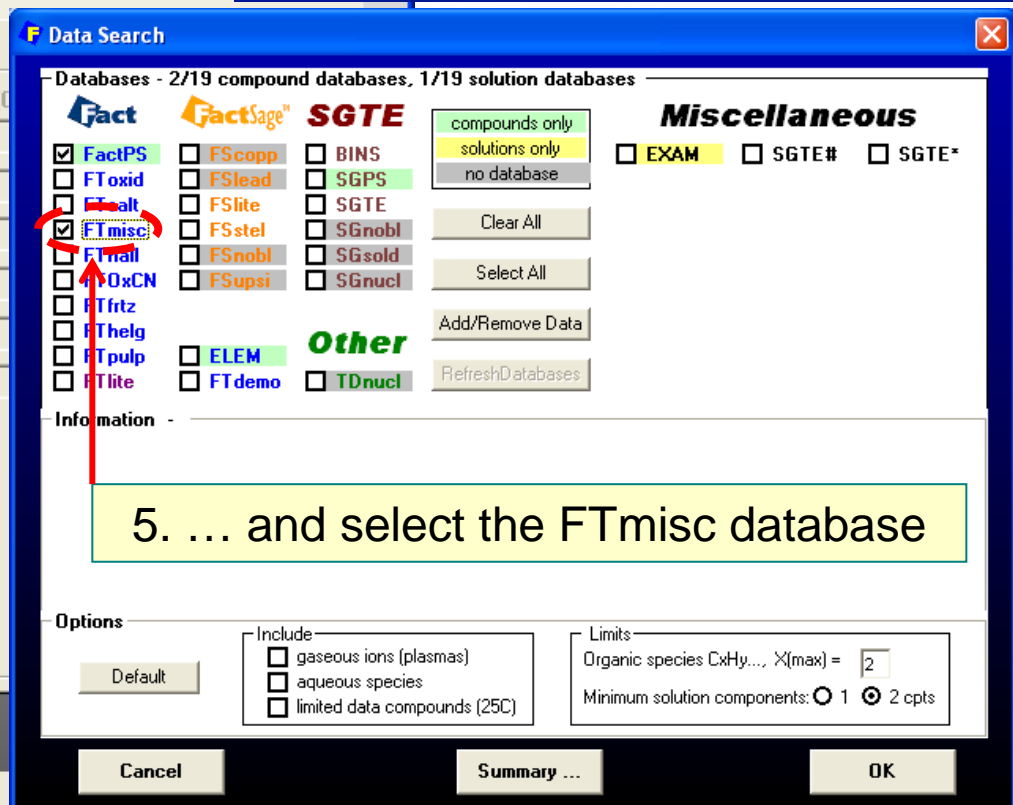 Data Search
Databases - 2/19 compound databases, 1/19 solution databases
Fact
FactSage™
SGTE
compounds only
solutions only
no database
Miscellaneous
FactPS
FScopp
BINS
EXAM
SGTE#
SGTE*
FToxid
FSlead
SGPS
FTsalt
FSlite
SGTE
Clear All
FTmisc
FSstel
SGnobl
FThall
FSnobl
SGsold
Select All
FTOxCN
FSupsi
SGnucl
FTfrtz
FThelg
Other
Add/Remove Data
FTpulp
ELEM
FTlite
FTdemo
TDnucl
RefreshDatabases
Information -
5. … and select the FTmisc database
Options
Include
Limits
Default
gaseous ions (plasmas)
aqueous species
limited data compounds (25C)
Organic species CxHy..., X(max) = 2
Minimum solution components: 1 2 cpts
Cancel
Summary ...
OK